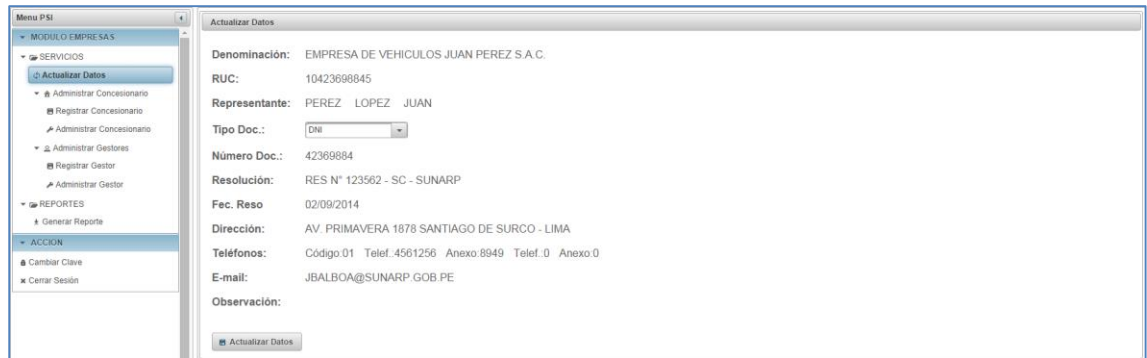 Menu PSI
MODULO EMPRESAS
SERVICIOS
Actualizar Datos
Administrar Concesionario
Registrar Concesionario
Administrar Concesionario
Administrar Gestores
Registrar Gestor
Administrar Gestor
REPORTES
Generar Reporte
ACCION
Cambiar Clave
Cerrar Sesión
Actualizar Datos
Denominación: EMPRESA DE VEHICULOS JUAN PEREZ S.A.C.
RUC: 10423698845
Representante: PEREZ LOPEZ JUAN
Tipo Doc.: DNI
Número Doc.: 42369884
Resolución: RES N° 123562 - SC - SUNARP
Fec. Reso 02/09/2014
Dirección: AV. PRIMAVERA 1878 SANTIAGO DE SURCO - LIMA
Teléfonos: Código:01 Telef.:4561256 Anexo:8949 Telef.:0 Anexo:0
E-mail: JBALBOA@SUNARP.GOB.PE
Observación:
Actualizar Datos